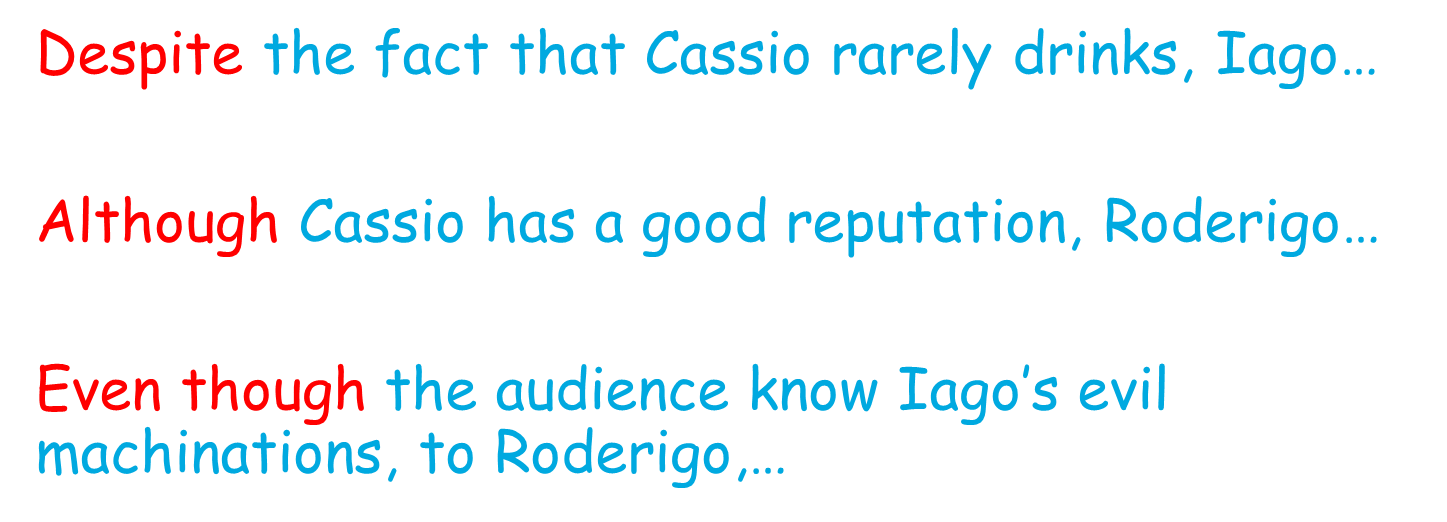 Despite the fact that Cassio rarely drinks, Iago…
Although Cassio has a good reputation, Roderigo…
Even though the audience know Iago’s evil
machinations, to Roderigo,…